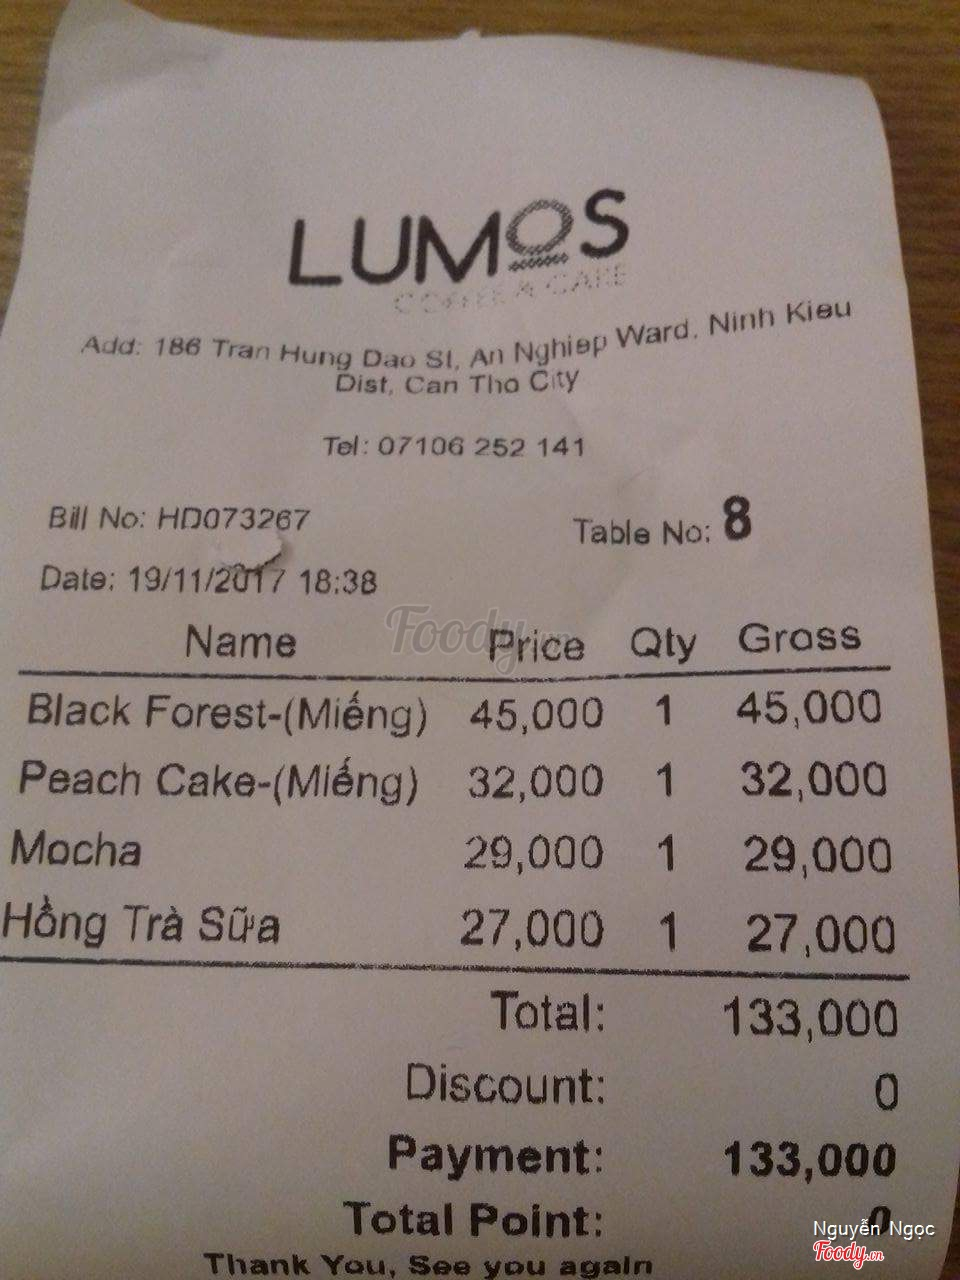 LUMOS
COFFEE & CAKE
Add: 186 Tran Hung Dao St, An Nghiep Ward, Ninh Kieu
Dist, Can Tho City
Tel: 07106 252 141
Bill No: HD073267
Table No: 8
Date: 19/11/2017 18:38
Foody.vn
Name Price Qty Gross
Black Forest-(Miếng) 45,000 1 45,000
Peach Cake-(Miếng) 32,000 1 32,000
Mocha 29,000 1 29,000
Hồng Trà Sữa 27,000 1 27,000
Total: 133,000
Discount: 0
Payment: 133,000
Total Point: 0
Nguyễn Ngọc
Foody.vn
Thank You, See you again